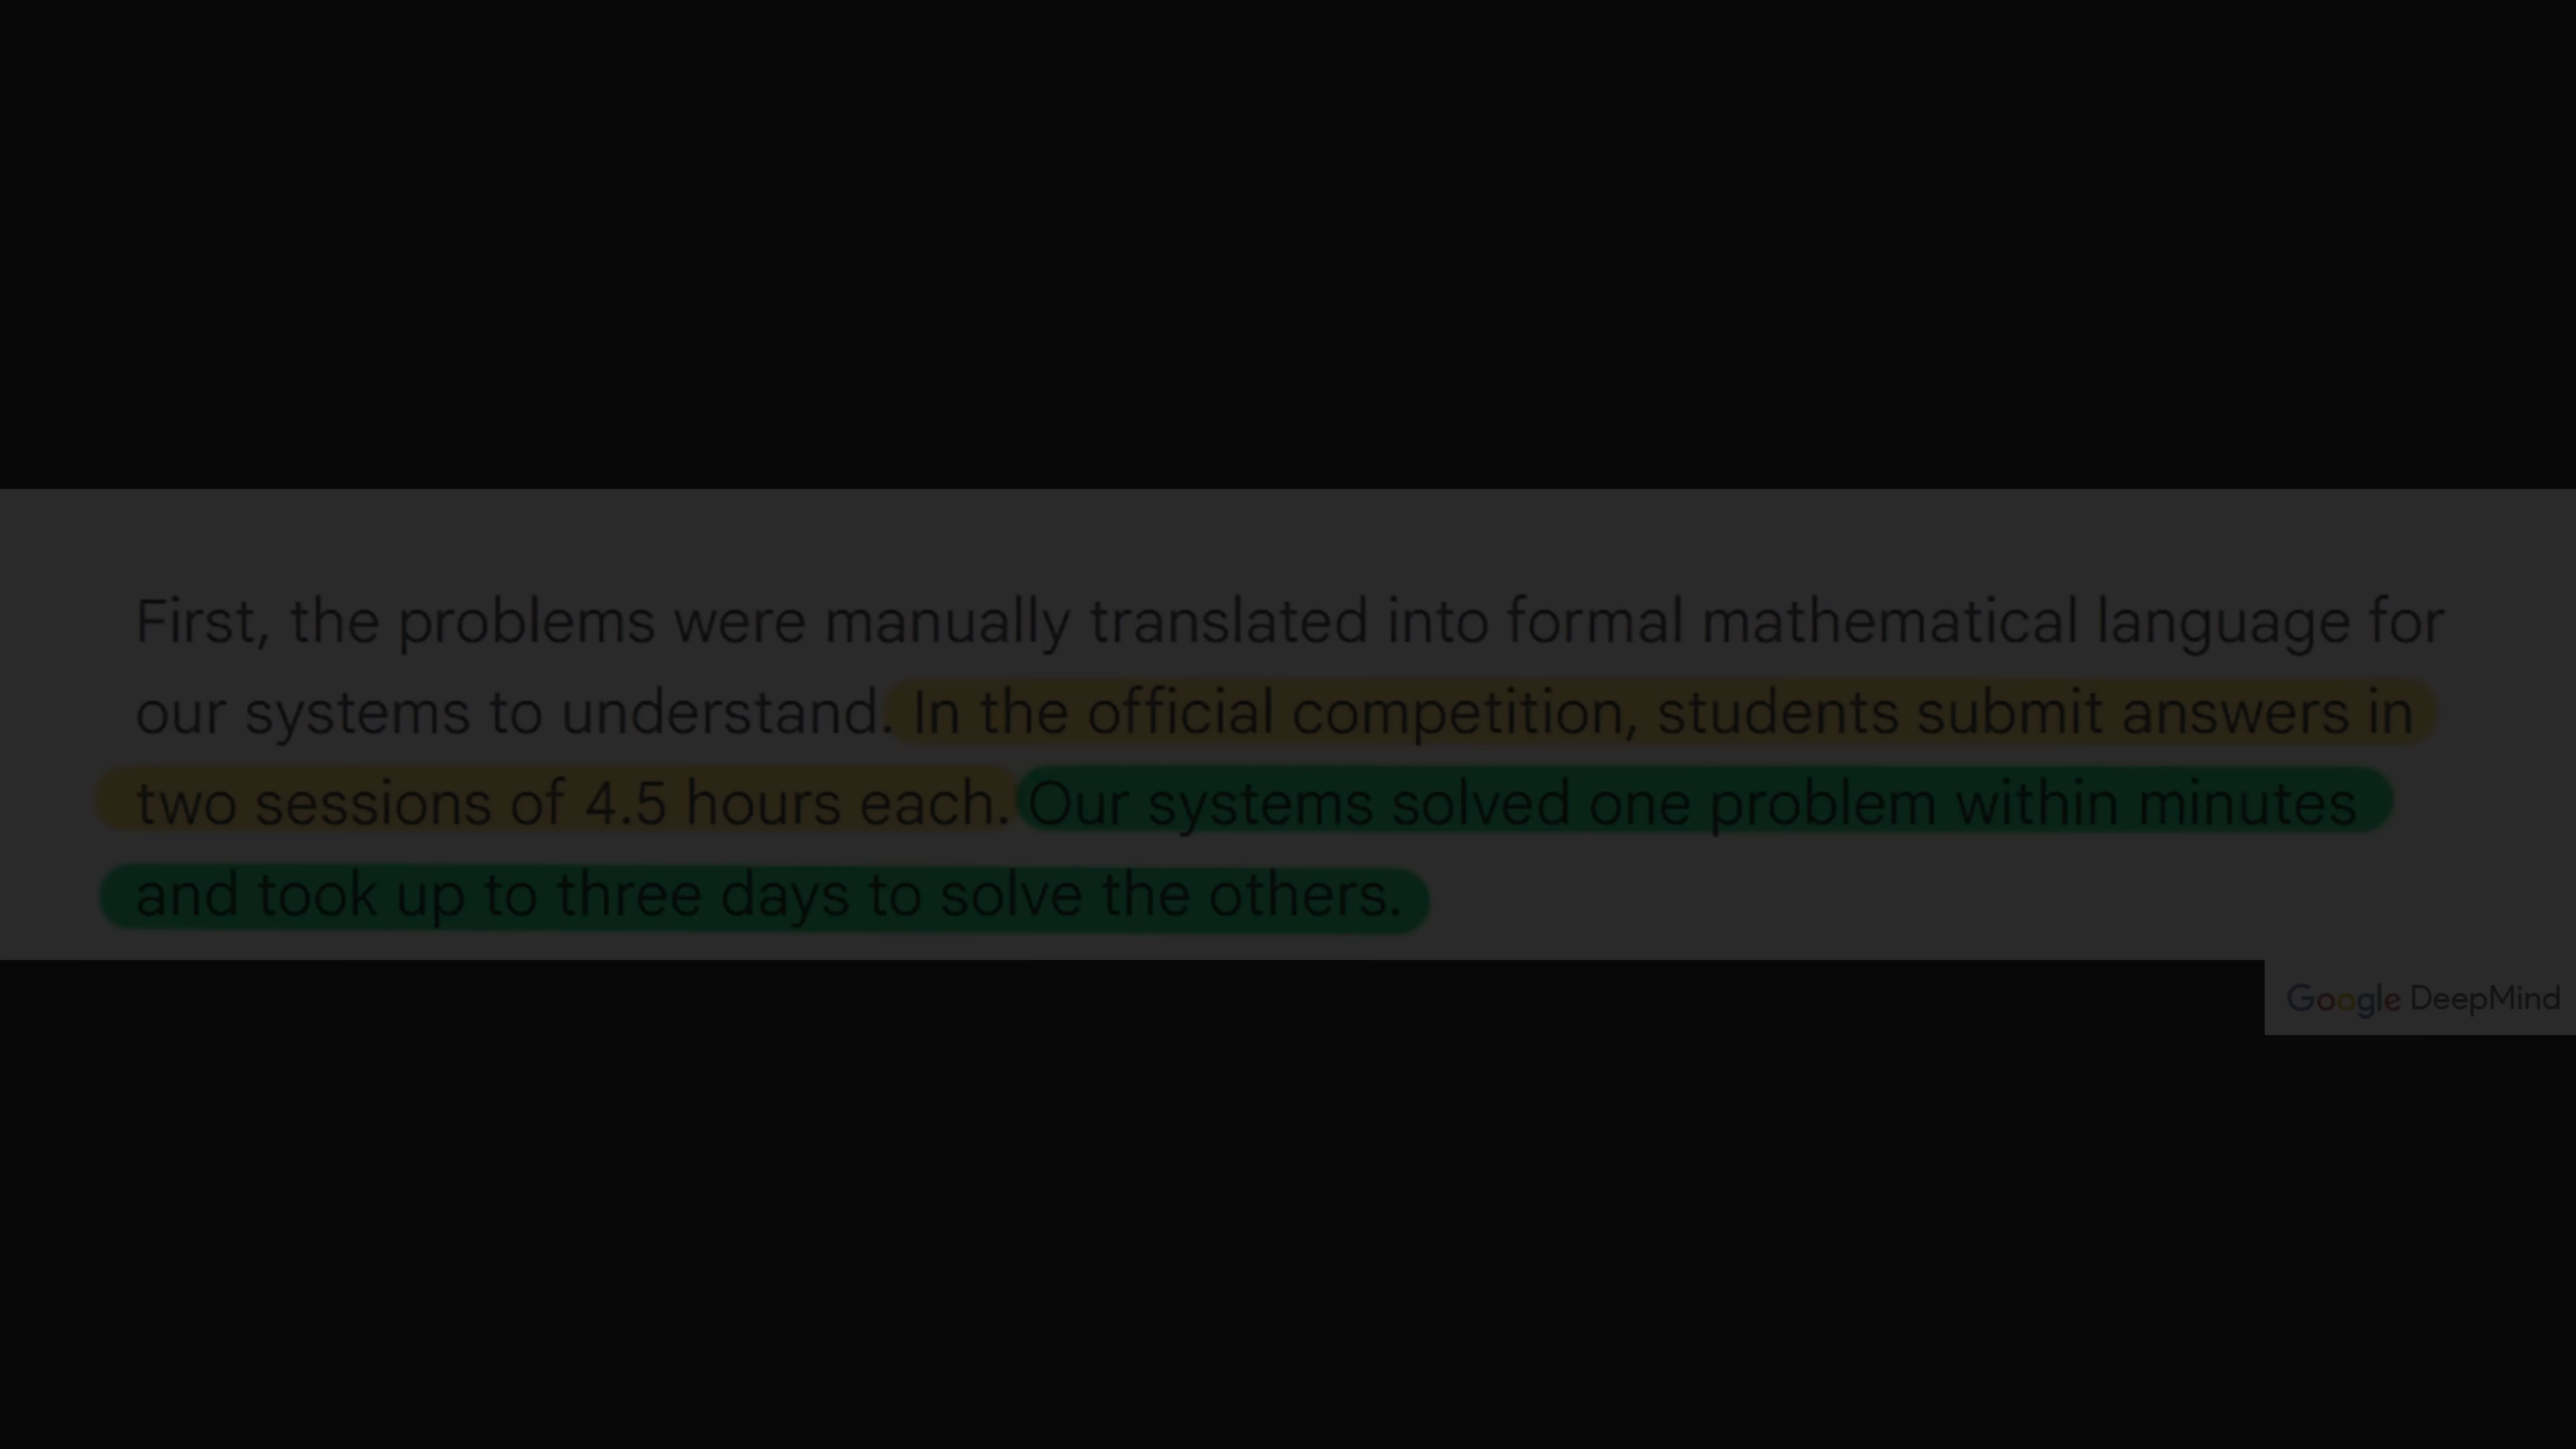 First, the problems were manually translated into formal mathematical language for
our systems to understand. In the official competition, students submit answers in
two sessions of 4.5 hours each. Our systems solved one problem within minutes
and took up to three days to solve the others.
Google DeepMind